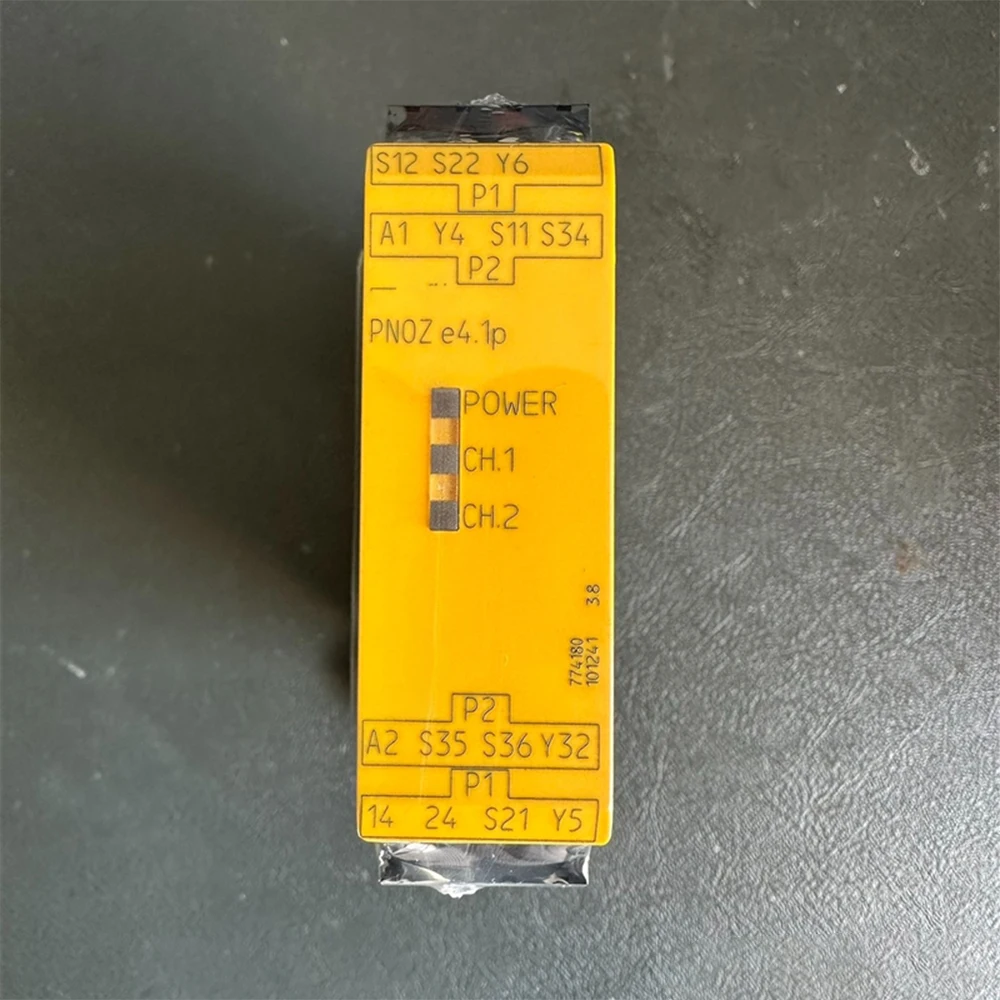 S12 S22 Y6
P1
A1 Y4 S11 S34
P2
PNOZ e4.1p
POWER
CH.1
CH.2
774180
101241 38
P2
A2 S35 S36 Y32
P1
14 24 S21 Y5